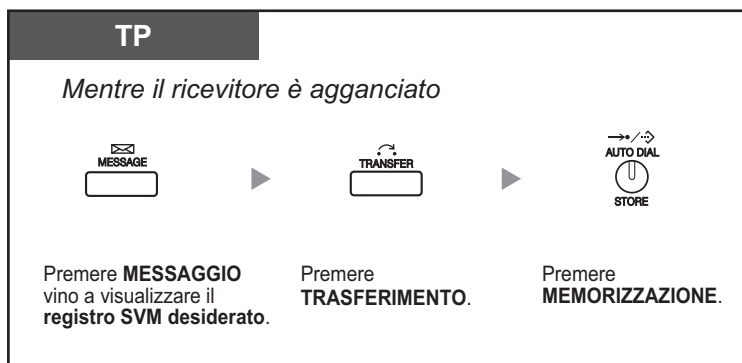 TP
Mentre il ricevitore è agganciato
MESSAGE
TRANSFER
AUTO DIAL
STORE
Premere MESSAGGIO
vino a visualizzare il
registro SVM desiderato.
Premere
TRASFERIMENTO.
Premere
MEMORIZZAZIONE.